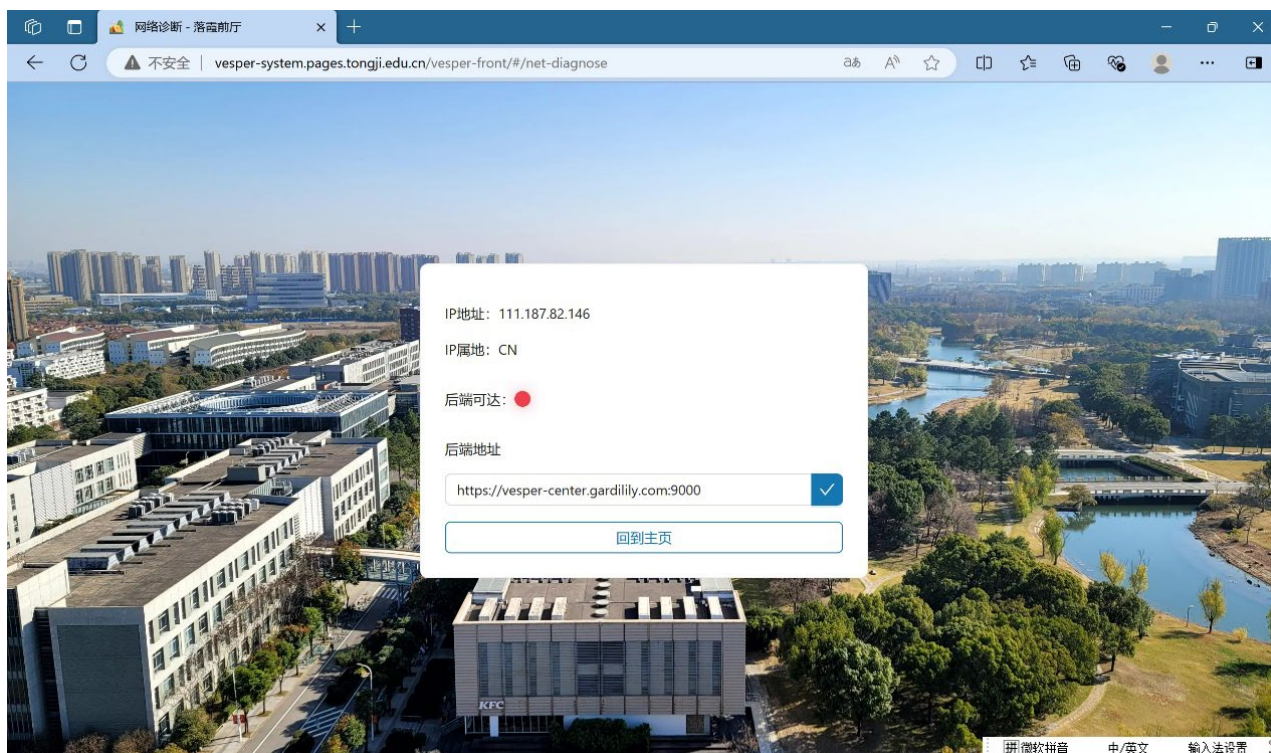 网络诊断 - 落霞前厅
不安全 | vesper-system.pages.tongji.edu.cn/vesper-front/#/net-diagnose
IP地址：111.187.82.146
IP属地：CN
后端可达：
后端地址
https://vesper-center.gardilily.com:9000
回到主页
KFC
拼 微软拼音 中/英文 输入法设置